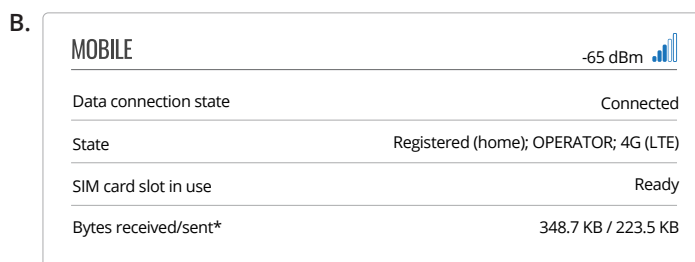 B.
MOBILE -65 dBm
Data connection state Connected
State Registered (home); OPERATOR; 4G (LTE)
SIM card slot in use Ready
Bytes received/sent* 348.7 KB / 223.5 KB